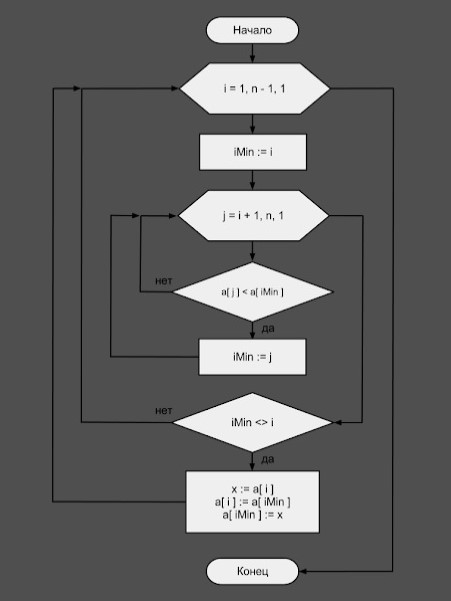 Начало
i = 1, n - 1, 1
iMin := i
j = i + 1, n, 1
нет
a[ j ] < a[ iMin ]
да
iMin := j
нет
iMin <> i
да
x := a[ i ]
a[ i ] := a[ iMin ]
a[ iMin ] := x
Конец